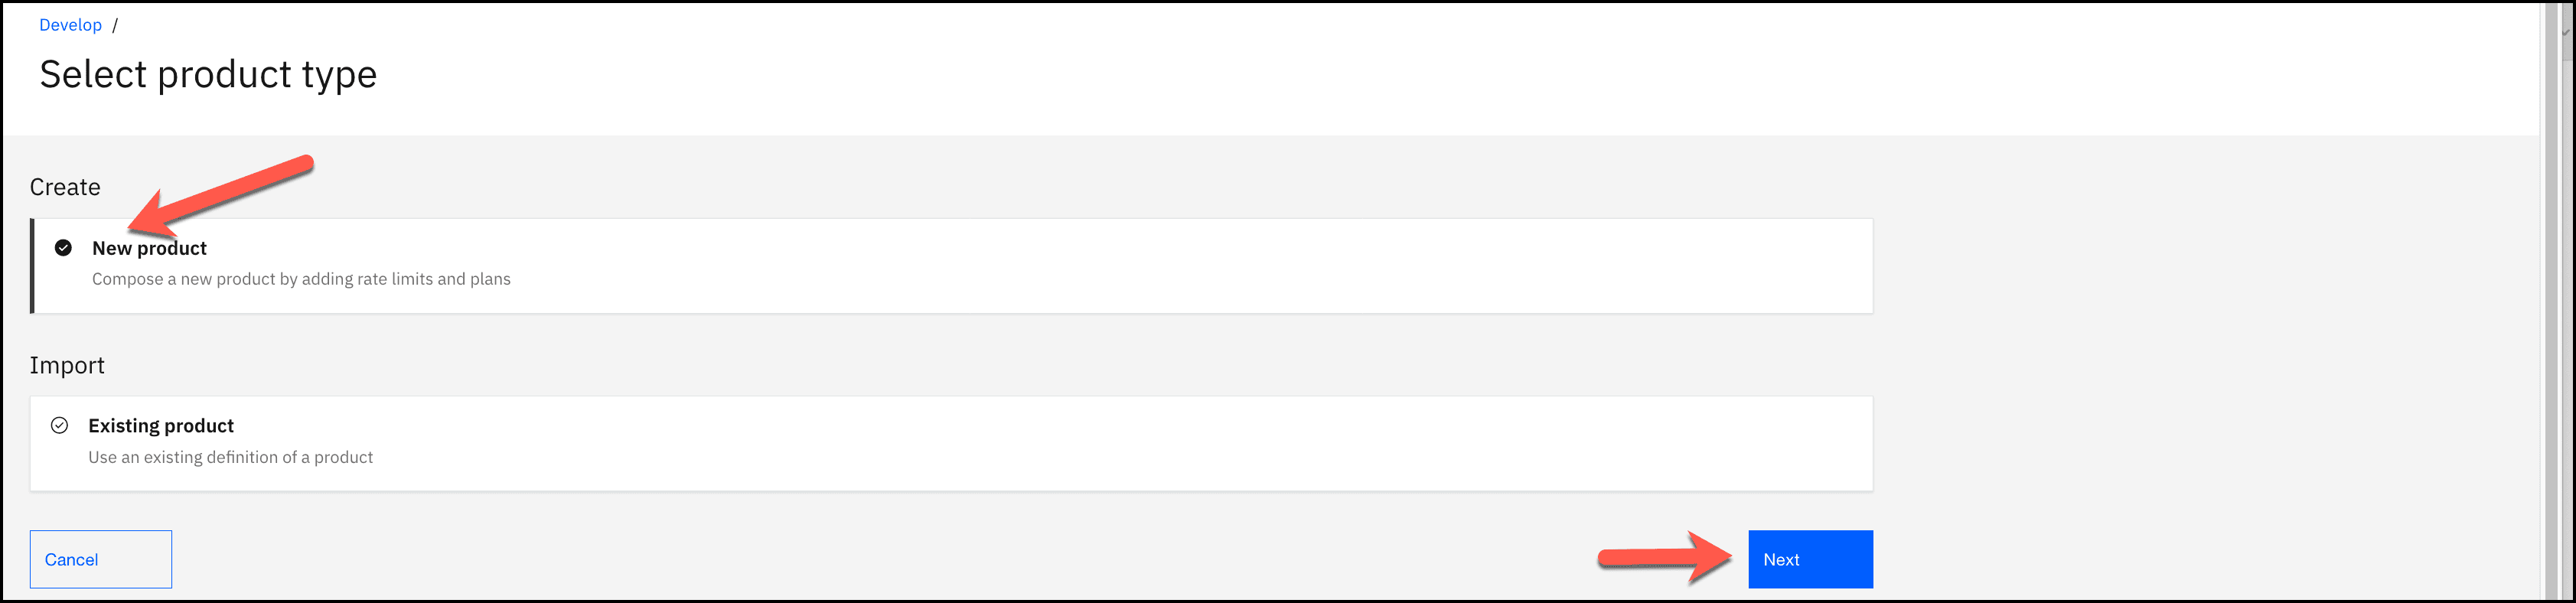 Develop /
Select product type
Create
New product
Compose a new product by adding rate limits and plans
Import
Existing product
Use an existing definition of a product
Cancel
Next